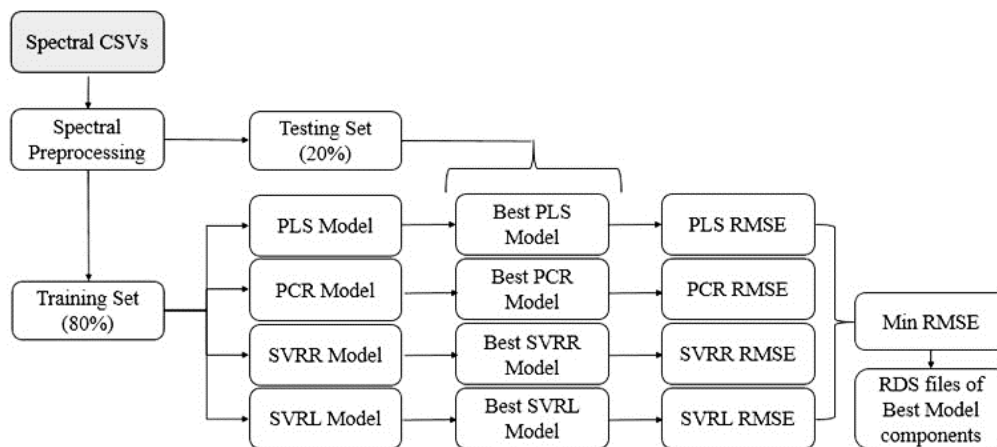 Spectral CSVs
Spectral
Preprocessing
Testing Set
(20%)
Training Set
(80%)
PLS Model
Best PLS
Model
PLS RMSE
PCR Model
Best PCR
Model
PCR RMSE
SVRR Model
Best SVRR
Model
SVRR RMSE
SVRL Model
Best SVRL
Model
SVRL RMSE
Min RMSE
RDS files of
Best Model
components